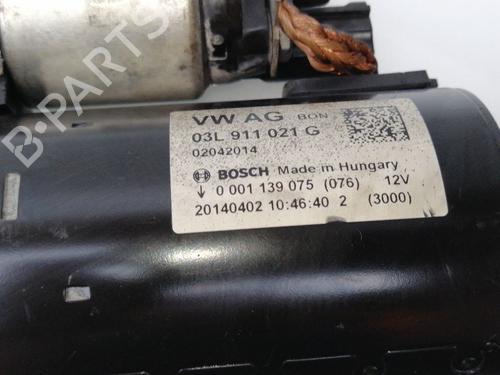 VW AG BON
03L 911 021 G
02042014
BOSCH Made in Hungary
0 001 139 075 (076) 12V
20140402 10:46:40 2 (3000)